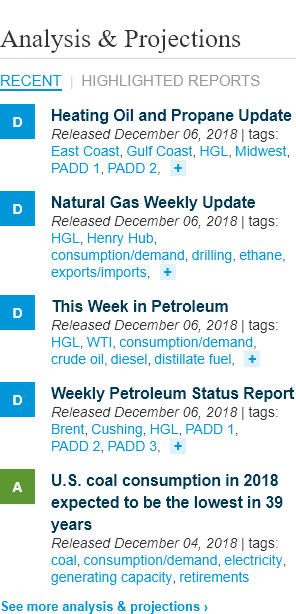 Analysis & Projections
RECENT | HIGHLIGHTED REPORTS
D
Heating Oil and Propane Update
Released December 06, 2018 | tags:
East Coast, Gulf Coast, HGL, Midwest,
PADD 1, PADD 2, +
D
Natural Gas Weekly Update
Released December 06, 2018 | tags:
HGL, Henry Hub,
consumption/demand, drilling, ethane,
exports/imports, +
D
This Week in Petroleum
Released December 06, 2018 | tags:
HGL, WTI, consumption/demand,
crude oil, diesel, distillate fuel, +
D
Weekly Petroleum Status Report
Released December 06, 2018 | tags:
Brent, Cushing, HGL, PADD 1,
PADD 2, PADD 3, +
A
U.S. coal consumption in 2018
expected to be the lowest in 39
years
Released December 04, 2018 | tags:
coal, consumption/demand, electricity,
generating capacity, retirements
See more analysis & projections ›